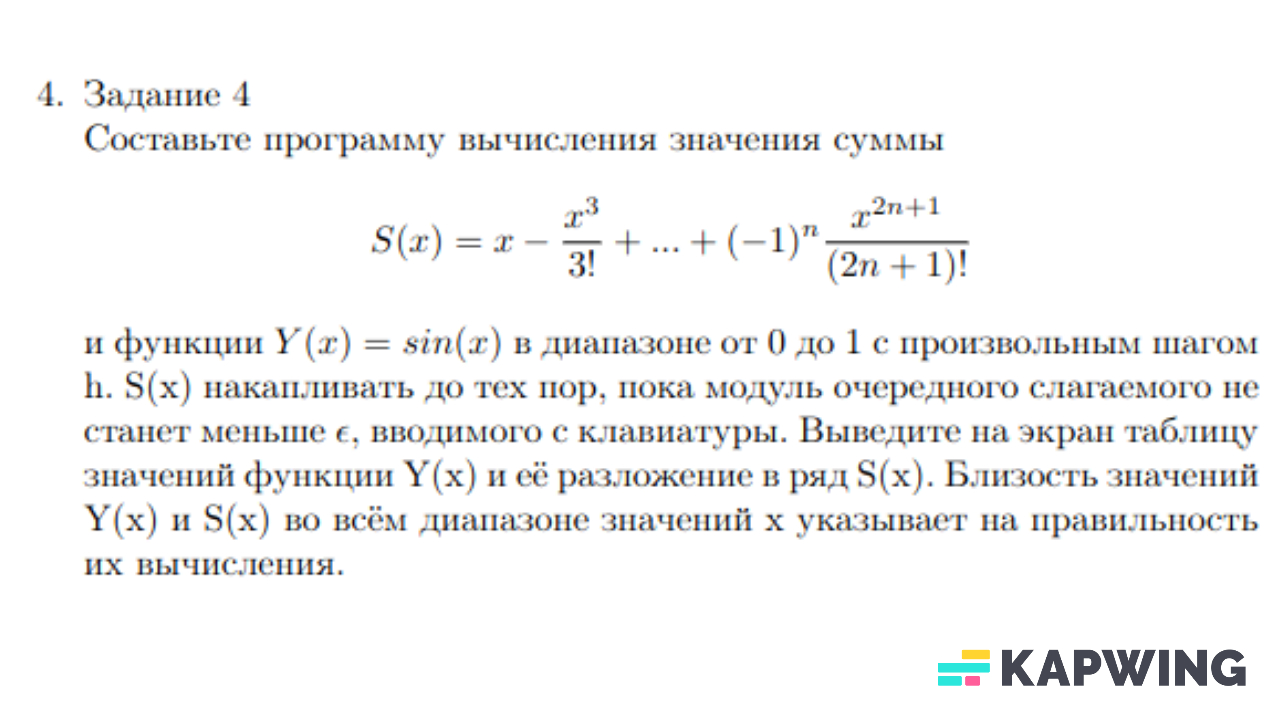 4. Задание 4
Составьте программу вычисления значения суммы
S(x) = x − x^3/3! + ... + (−1)^n x^{2n+1}/(2n + 1)!
и функции Y(x) = sin(x) в диапазоне от 0 до 1 с произвольным шагом
h. S(x) накапливать до тех пор, пока модуль очередного слагаемого не
станет меньше ϵ, вводимого с клавиатуры. Выведите на экран таблицу
значений функции Y(x) и её разложение в ряд S(x). Близость значений
Y(x) и S(x) во всём диапазоне значений x указывает на правильность
их вычисления.
KAPWING